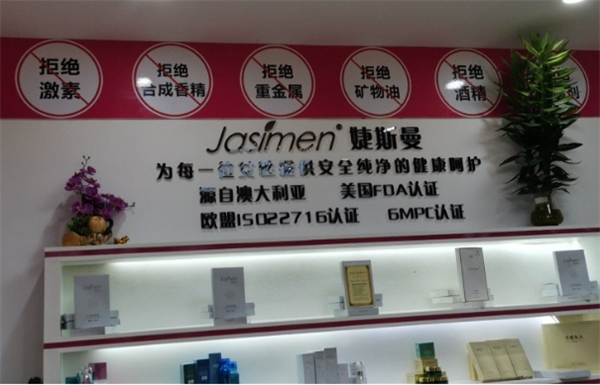 拒绝
激素
拒绝
合成香精
拒绝
重金属
拒绝
矿物油
拒绝
酒精
剂
Jasimen® 婕斯曼
为每一位女性提供安全纯净的健康呵护
源自澳大利亚 美国FDA认证
欧盟ISO22716认证 GMPC认证
Jasimen